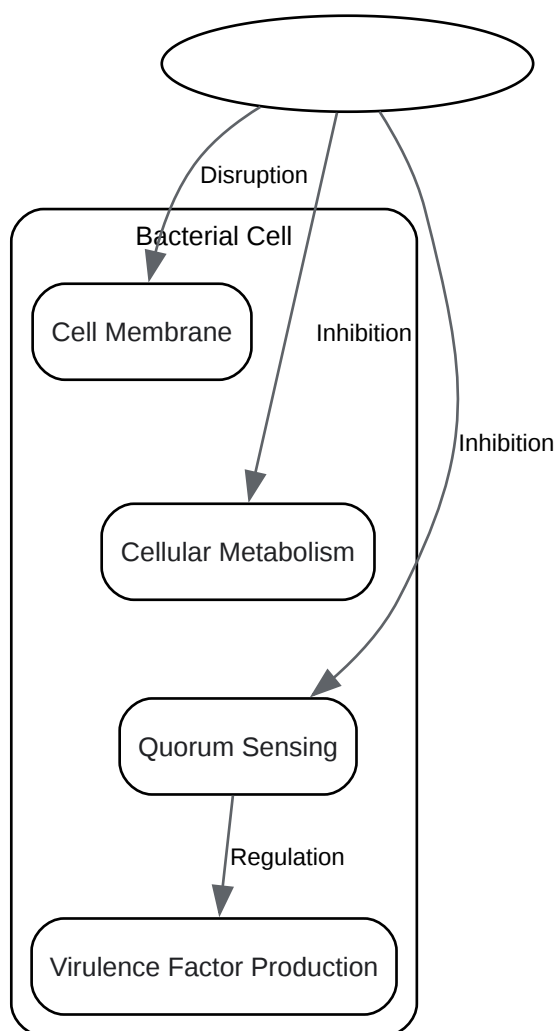 Disruption
Bacterial Cell
Cell Membrane
Inhibition
Inhibition
Cellular Metabolism
Quorum Sensing
Regulation
Virulence Factor Production